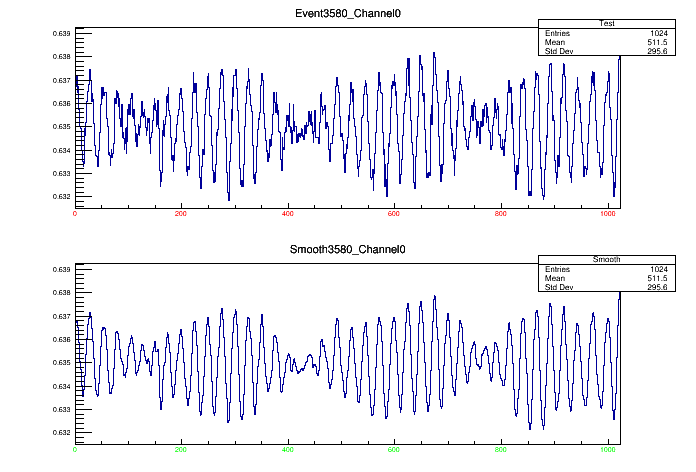 Event3580_Channel0
Test
Entries 1024
Mean 511.5
Std Dev 295.6
0.639
0.638
0.637
0.636
0.635
0.634
0.633
0.632
0 200 400 600 800 1000
Smooth3580_Channel0
Smooth
Entries 1024
Mean 511.5
Std Dev 295.6
0.639
0.638
0.637
0.636
0.635
0.634
0.633
0.632
0 200 400 600 800 1000